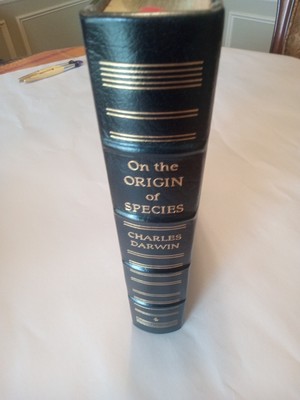 On the
ORIGIN
of
SPECIES
CHARLES
DARWIN